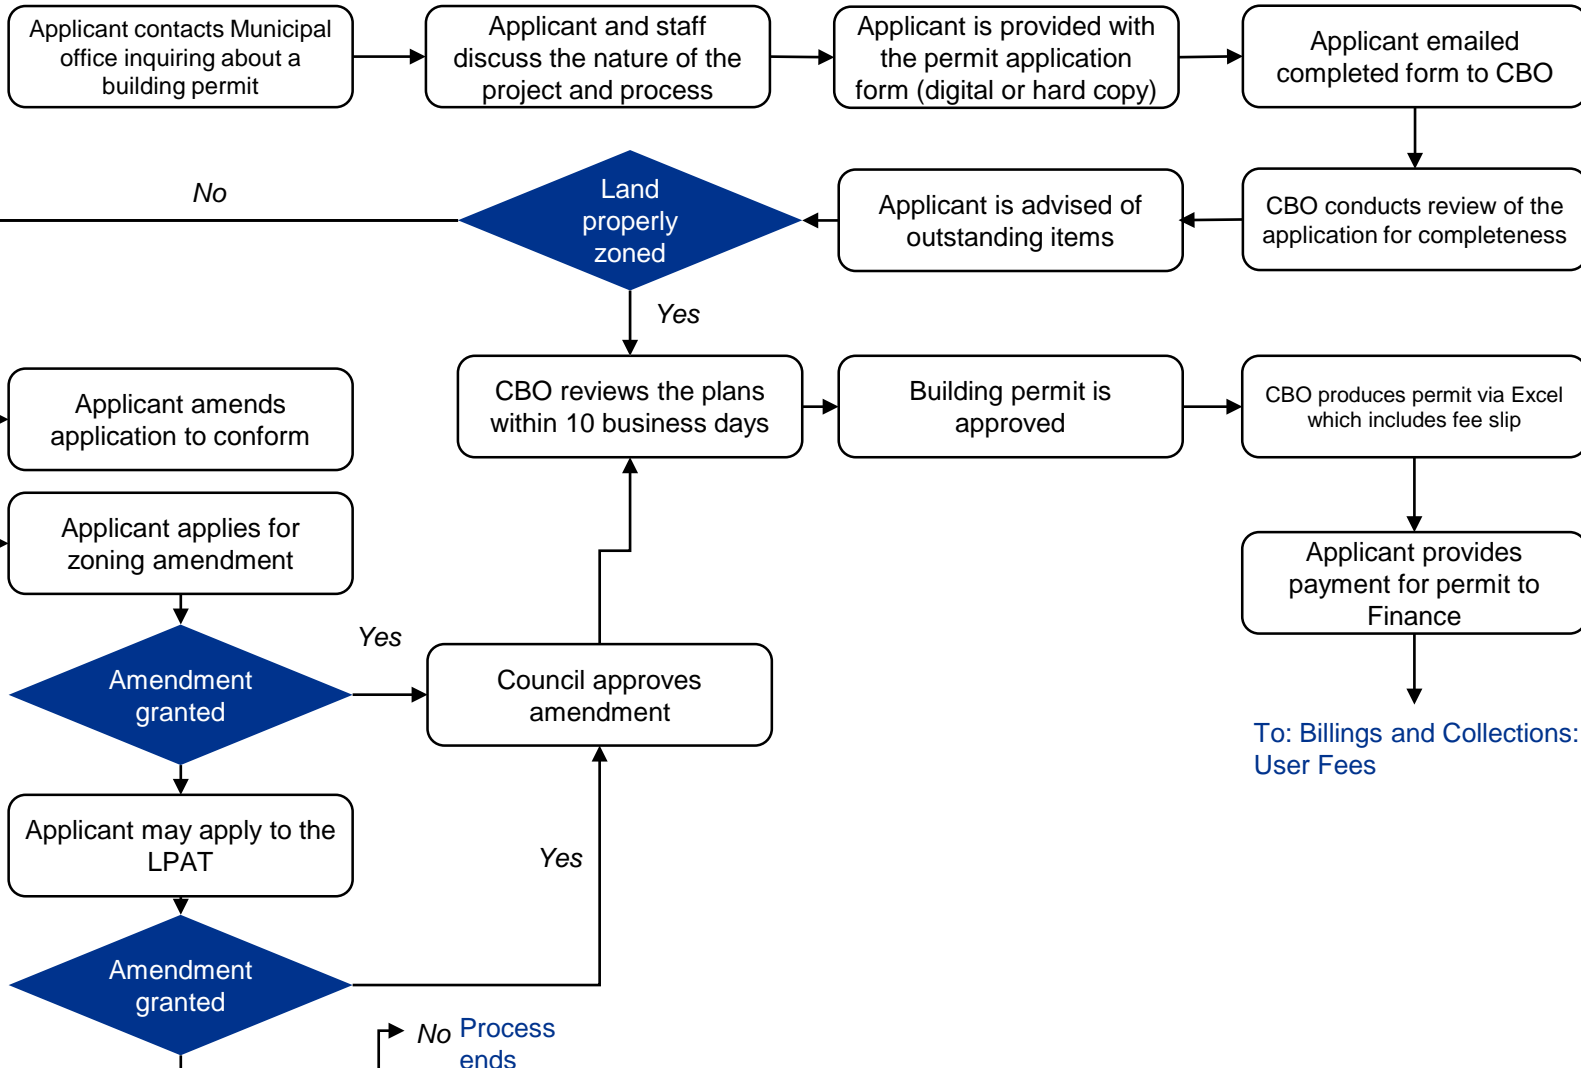 Applicant contacts Municipal
office inquiring about a
building permit
Applicant and staff
discuss the nature of the
project and process
Applicant is provided with
the permit application
form (digital or hard copy)
Applicant emailed
completed form to CBO
No
Land
properly
zoned
Applicant is advised of
outstanding items
CBO conducts review of the
application for completeness
Yes
Applicant amends
application to conform
CBO reviews the plans
within 10 business days
Building permit is
approved
CBO produces permit via Excel
which includes fee slip
Applicant applies for
zoning amendment
Applicant provides
payment for permit to
Finance
Yes
Amendment
granted
Council approves
amendment
To: Billings and Collections:
User Fees
Applicant may apply to the
LPAT
Yes
Amendment
granted
No Process
ends